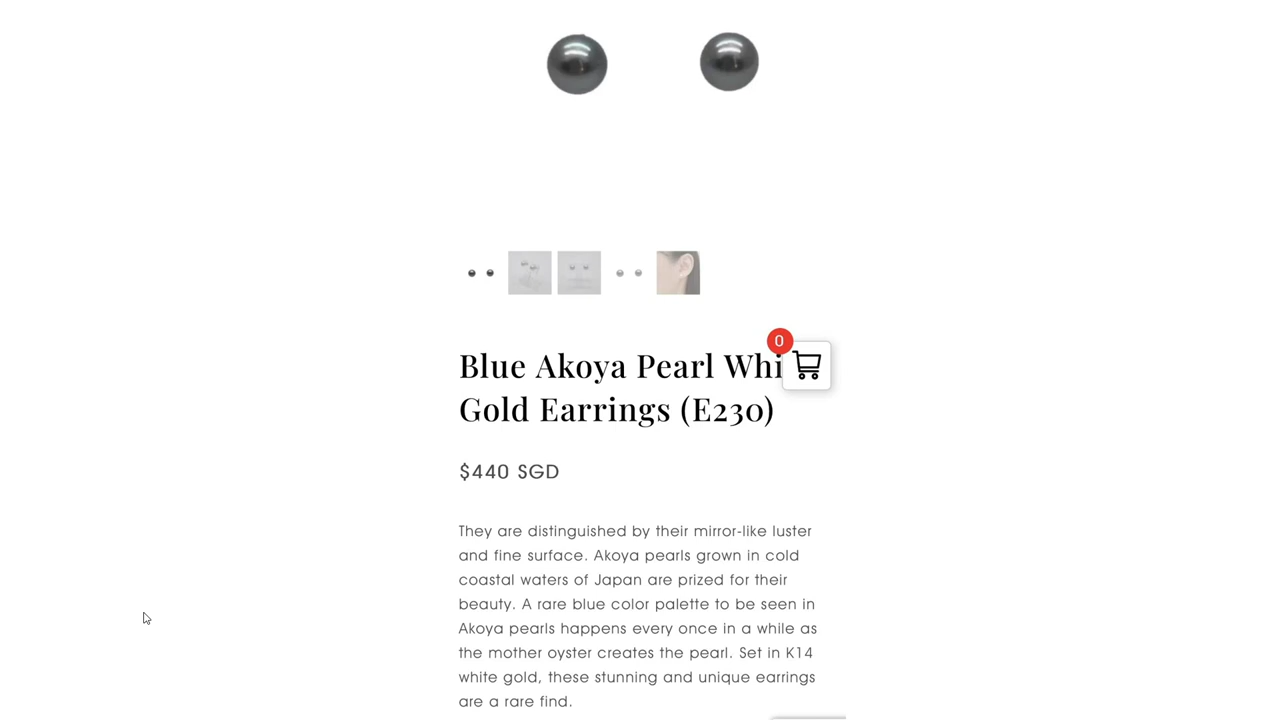 0
Blue Akoya Pearl Whi
Gold Earrings (E230)
$440 SGD
They are distinguished by their mirror-like luster
and fine surface. Akoya pearls grown in cold
coastal waters of Japan are prized for their
beauty. A rare blue color palette to be seen in
Akoya pearls happens every once in a while as
the mother oyster creates the pearl. Set in K14
white gold, these stunning and unique earrings
are a rare find.